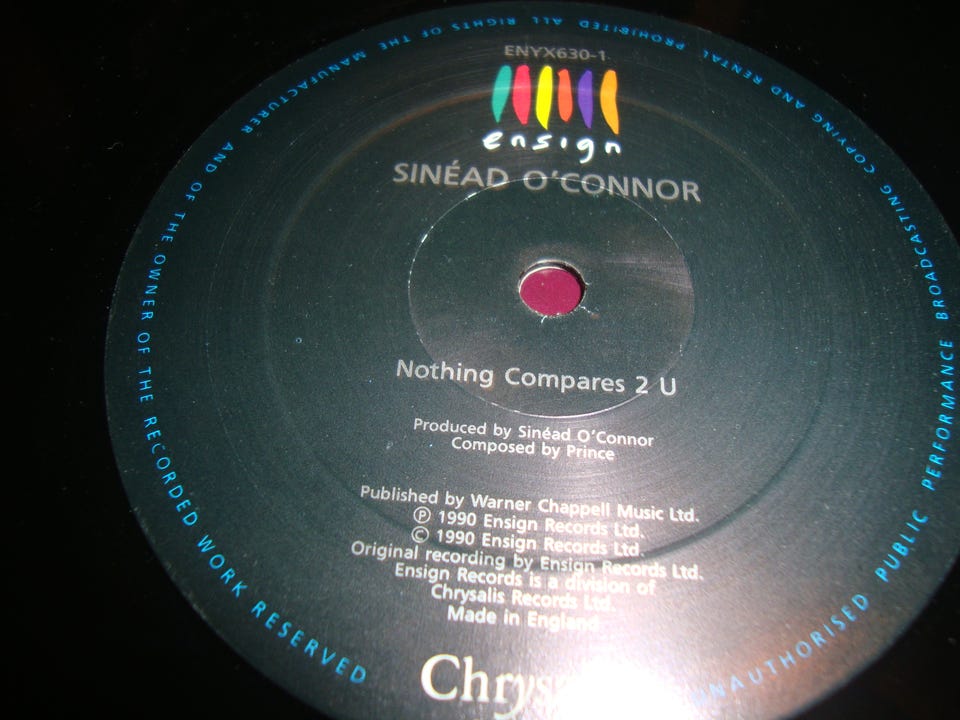 ENYX630-1
ensign
SINÉAD O'CONNOR
Nothing Compares 2 U
Produced by Sinéad O'Connor
Composed by Prince
Published by Warner Chappell Music Ltd.
Ⓟ 1990 Ensign Records Ltd.
© 1990 Ensign Records Ltd.
Original recording by Ensign Records Ltd.
Ensign Records is a division of
Chrysalis Records Ltd.
Made in England
ALL RIGHTS OF THE MANUFACTURER AND OF THE OWNER OF THE RECORDED WORK RESERVED UNAUTHORISED PUBLIC PERFORMANCE BROADCASTING COPYING AND RENTAL PROHIBITED